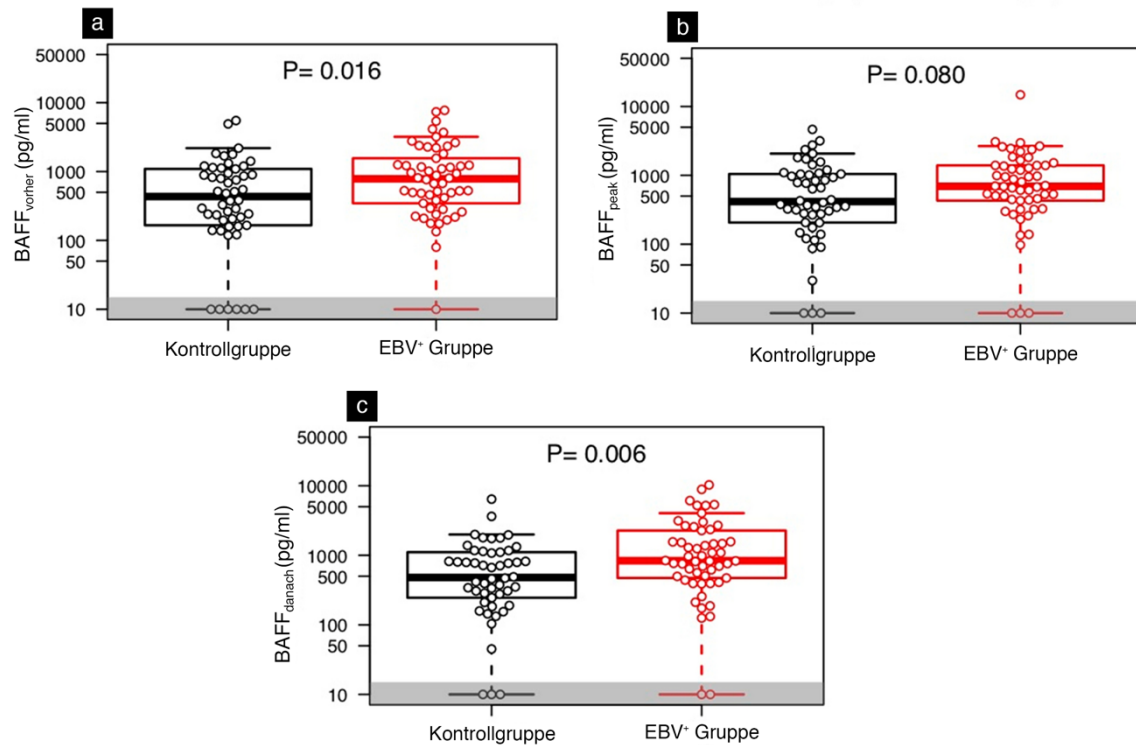 a
P= 0.016
BAFFvorher (pg/ml)
50000
10000
5000
1000
500
100
50
10
Kontrollgruppe
EBV⁺ Gruppe
b
P= 0.080
BAFFpeak (pg/ml)
50000
10000
5000
1000
500
100
50
10
Kontrollgruppe
EBV⁺ Gruppe
c
P= 0.006
BAFFdanach (pg/ml)
50000
10000
5000
1000
500
100
50
10
Kontrollgruppe
EBV⁺ Gruppe